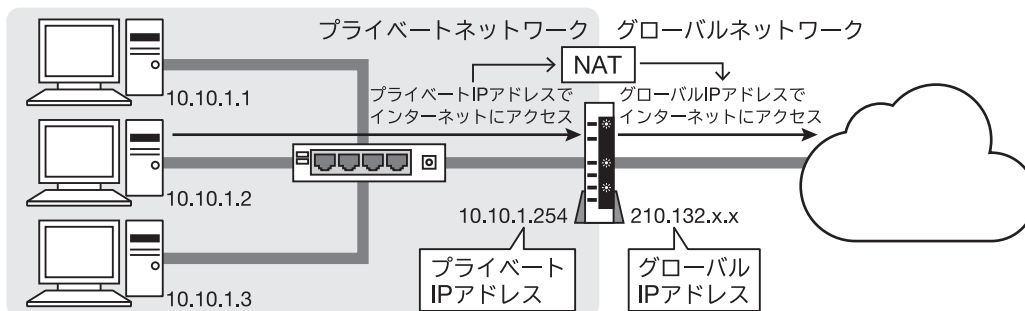 プライベートネットワーク
グローバルネットワーク
NAT
10.10.1.1
プライベートIPアドレスで
インターネットにアクセス
グローバルIPアドレスで
インターネットにアクセス
10.10.1.2
10.10.1.254
210.132.x.x
プライベート
IPアドレス
グローバル
IPアドレス
10.10.1.3